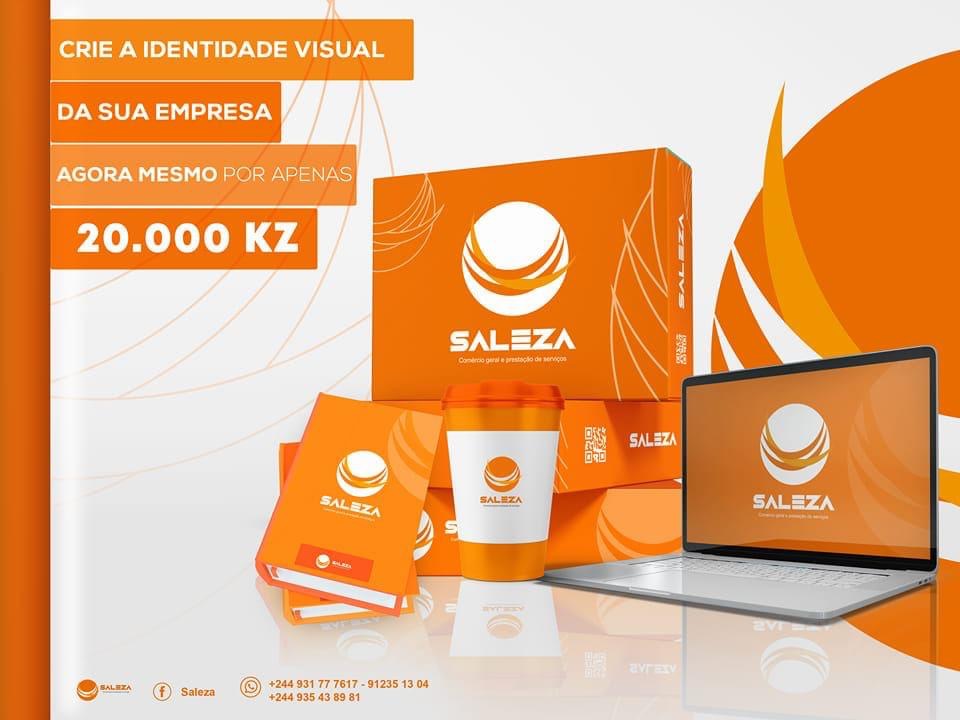 CRIE A IDENTIDADE VISUAL
DA SUA EMPRESA
AGORA MESMO POR APENAS
20.000 KZ
SALEZA
Comércio geral e prestação de serviços
SALEZA
SALEZA
SALEZA
SALEZA
SALEZA
SALEZA
Comércio geral e prestação de serviços
SALEZA
Saleza
+244 931 77 7617 - 91235 13 04
+244 935 43 89 81